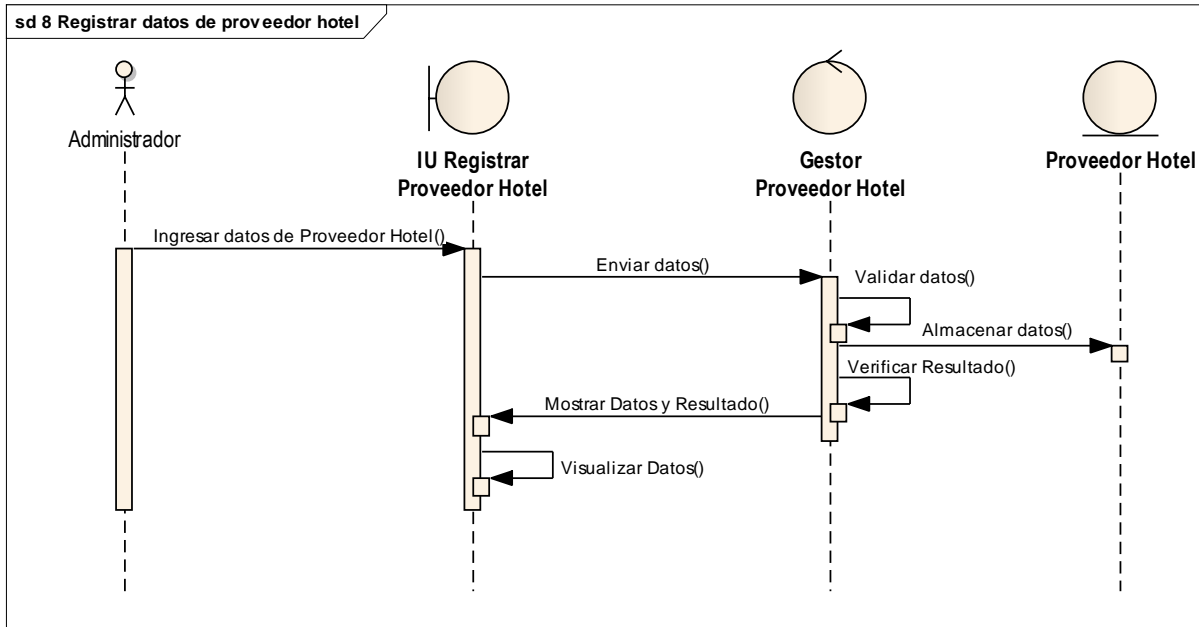 sd 8 Registrar datos de proveedor hotel
Administrador
IU Registrar
Proveedor Hotel
Gestor
Proveedor Hotel
Proveedor Hotel
Ingresar datos de Proveedor Hotel()
Enviar datos()
Validar datos()
Almacenar datos()
Verificar Resultado()
Mostrar Datos y Resultado()
Visualizar Datos()